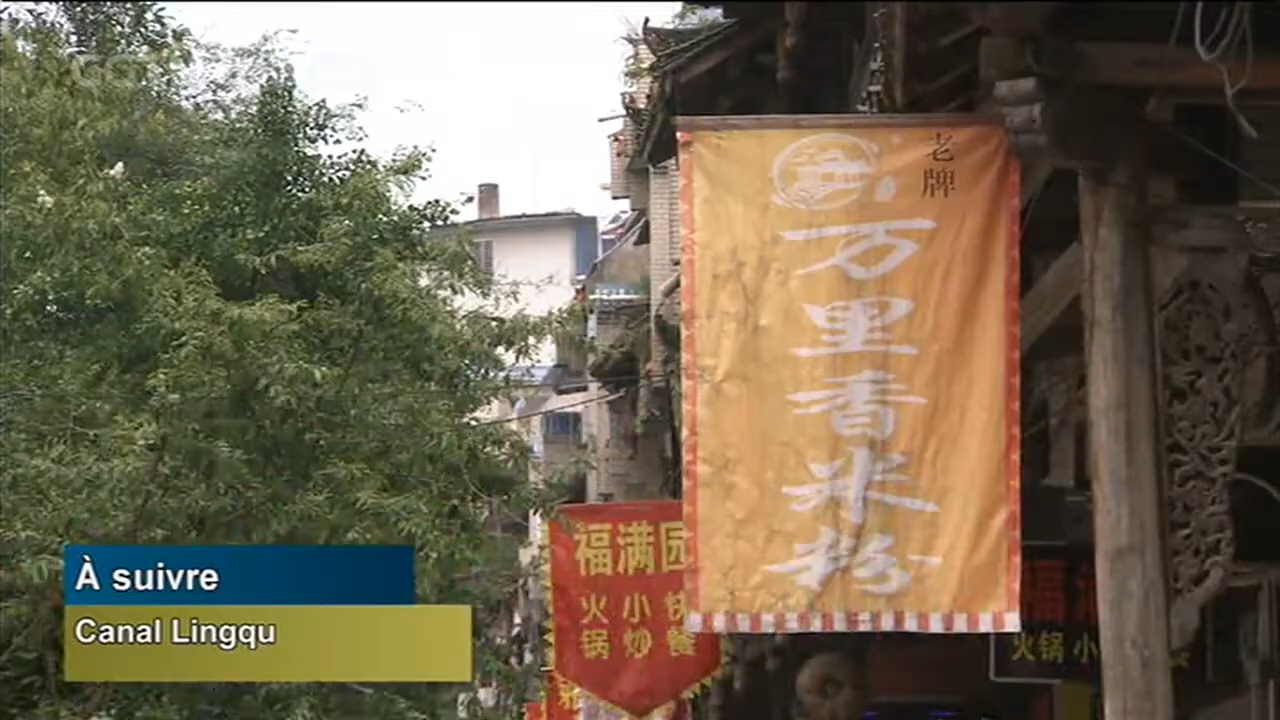 老牌
万里香米粉
福满园
火锅 小炒 快餐
À suivre
Canal Lingqu
火锅 小